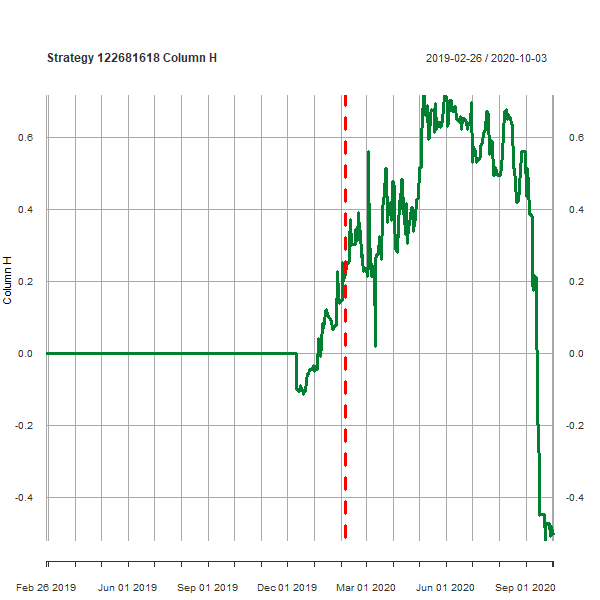 Strategy 122681618 Column H
2019-02-26 / 2020-10-03
0.6
0.6
0.4
0.4
0.2
0.2
Column H
0.0
0.0
-0.2
-0.2
-0.4
-0.4
Feb 26 2019
Jun 01 2019
Sep 01 2019
Dec 01 2019
Mar 01 2020
Jun 01 2020
Sep 01 2020